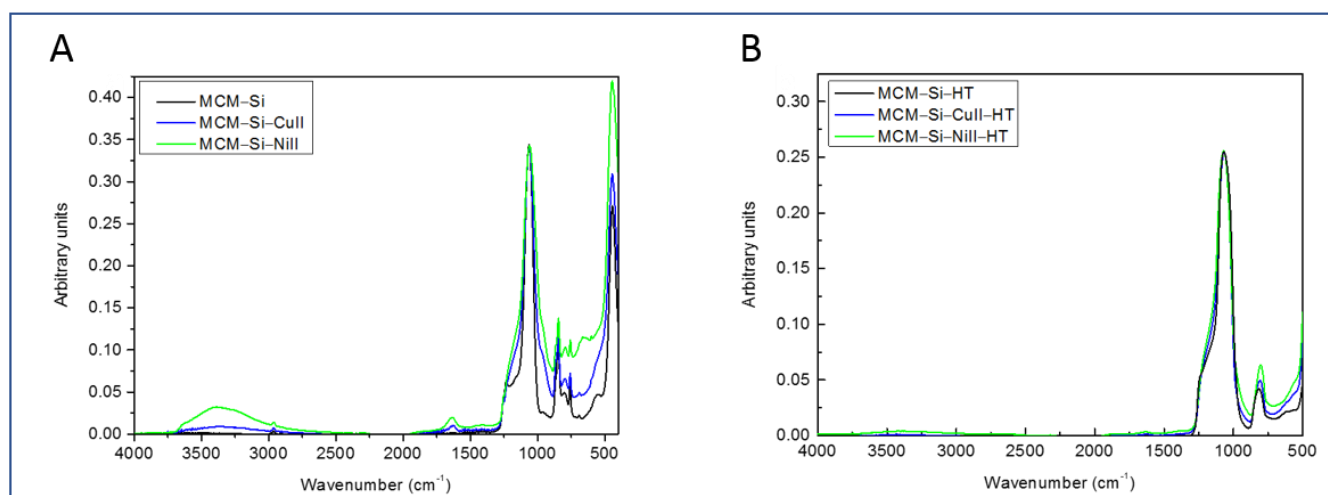 A
MCM–Si
MCM–Si–CuII
MCM–Si–NiII
0.40
0.35
0.30
0.25
0.20
0.15
0.10
0.05
0.00
Arbitrary units
4000 3500 3000 2500 2000 1500 1000 500
Wavenumber (cm⁻¹)
B
MCM–Si–HT
MCM–Si–CuII–HT
MCM–Si–NiII–HT
0.30
0.25
0.20
0.15
0.10
0.05
0.00
Arbitrary units
4000 3500 3000 2500 2000 1500 1000 500
Wavenumber (cm⁻¹)